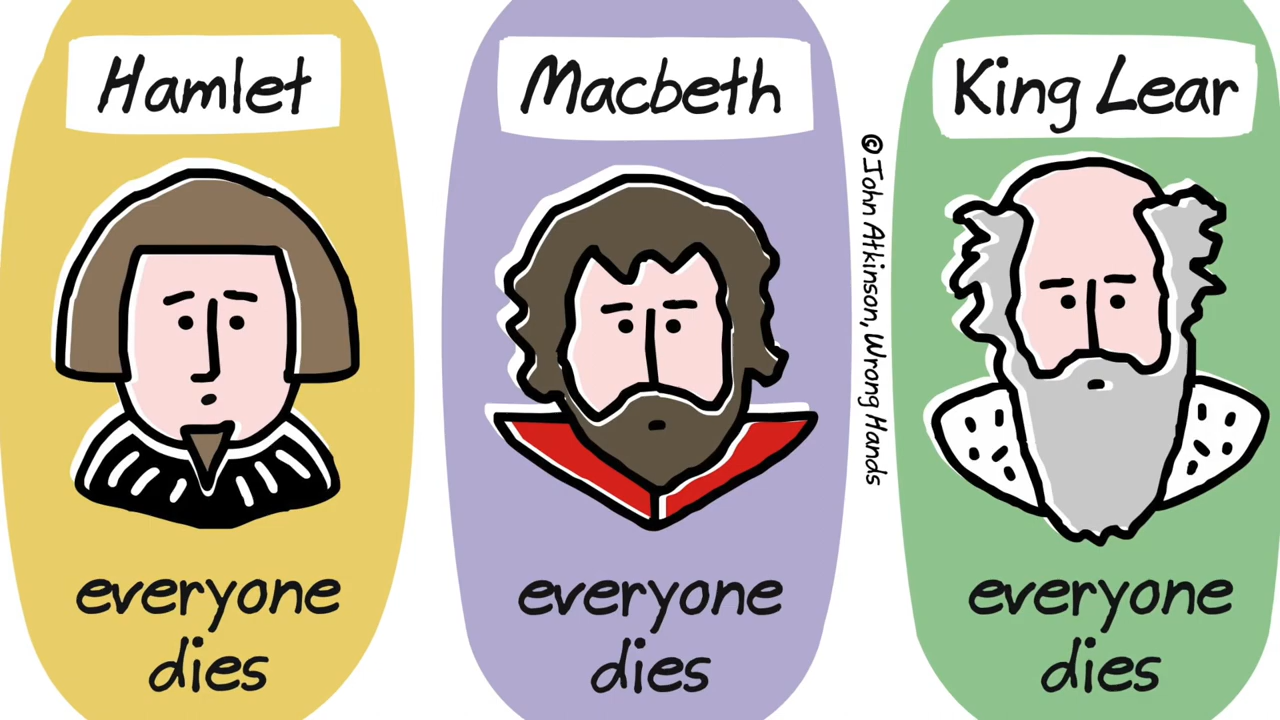 Hamlet
everyone
dies
Macbeth
everyone
dies
©John Atkinson, Wrong Hands
King Lear
everyone
dies